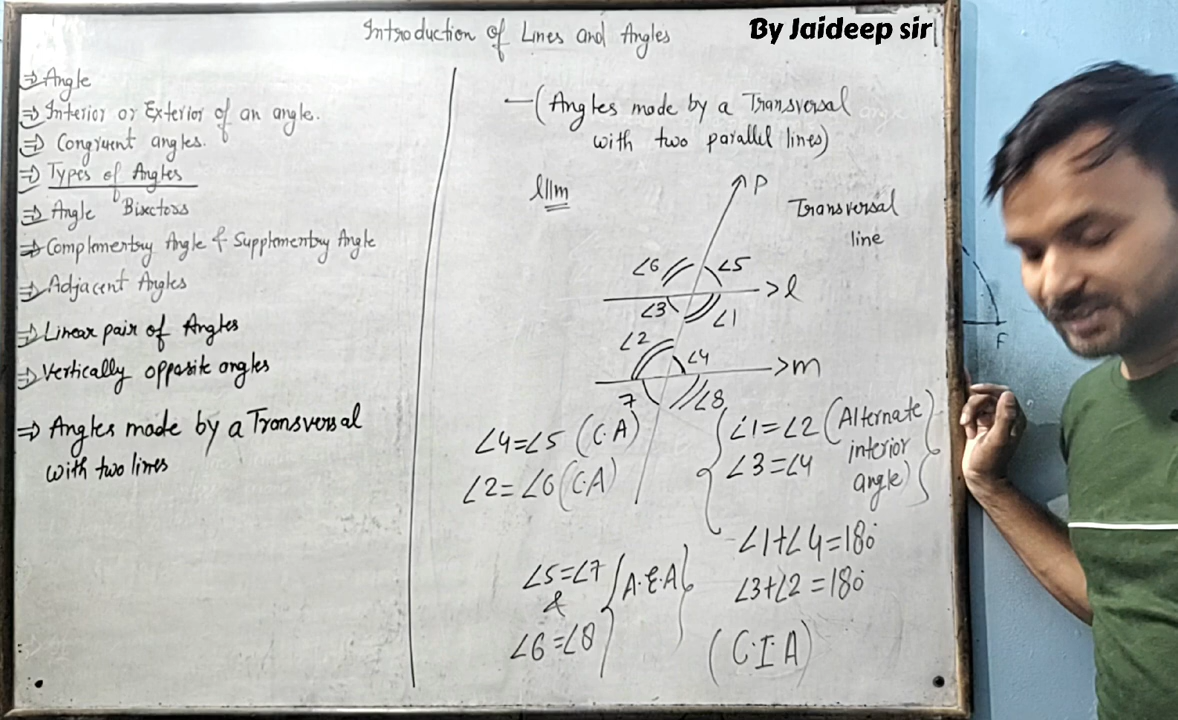 Introduction of Lines and Angles
By Jaideep sir
⇒ Angle
⇒ Interior or Exterior of an angle.
⇒ Congruent angles.
⇒ Types of Angles
⇒ Angle Bisectors
⇒ Complementry Angle & Supplementry Angle
⇒ Adjacent Angles
⇒ Linear pair of Angles
⇒ Vertically opposite angles
⇒ Angles made by a Transversal
with two lines
(Angles made by a Transversal
with two parallel lines)
l||m
P
Transversal
line
∠6 ∠5
l
∠3 ∠1
∠2 ∠4
m
7 ∠8
∠4=∠5 (C.A)
∠2=∠6 (C.A)
∠1=∠2 (Alternate
∠3=∠4 interior
angle)
∠1+∠4=180°
∠3+∠2=180°
(C.I.A)
∠5=∠7
&
∠6=∠8
(A.E.A)
F